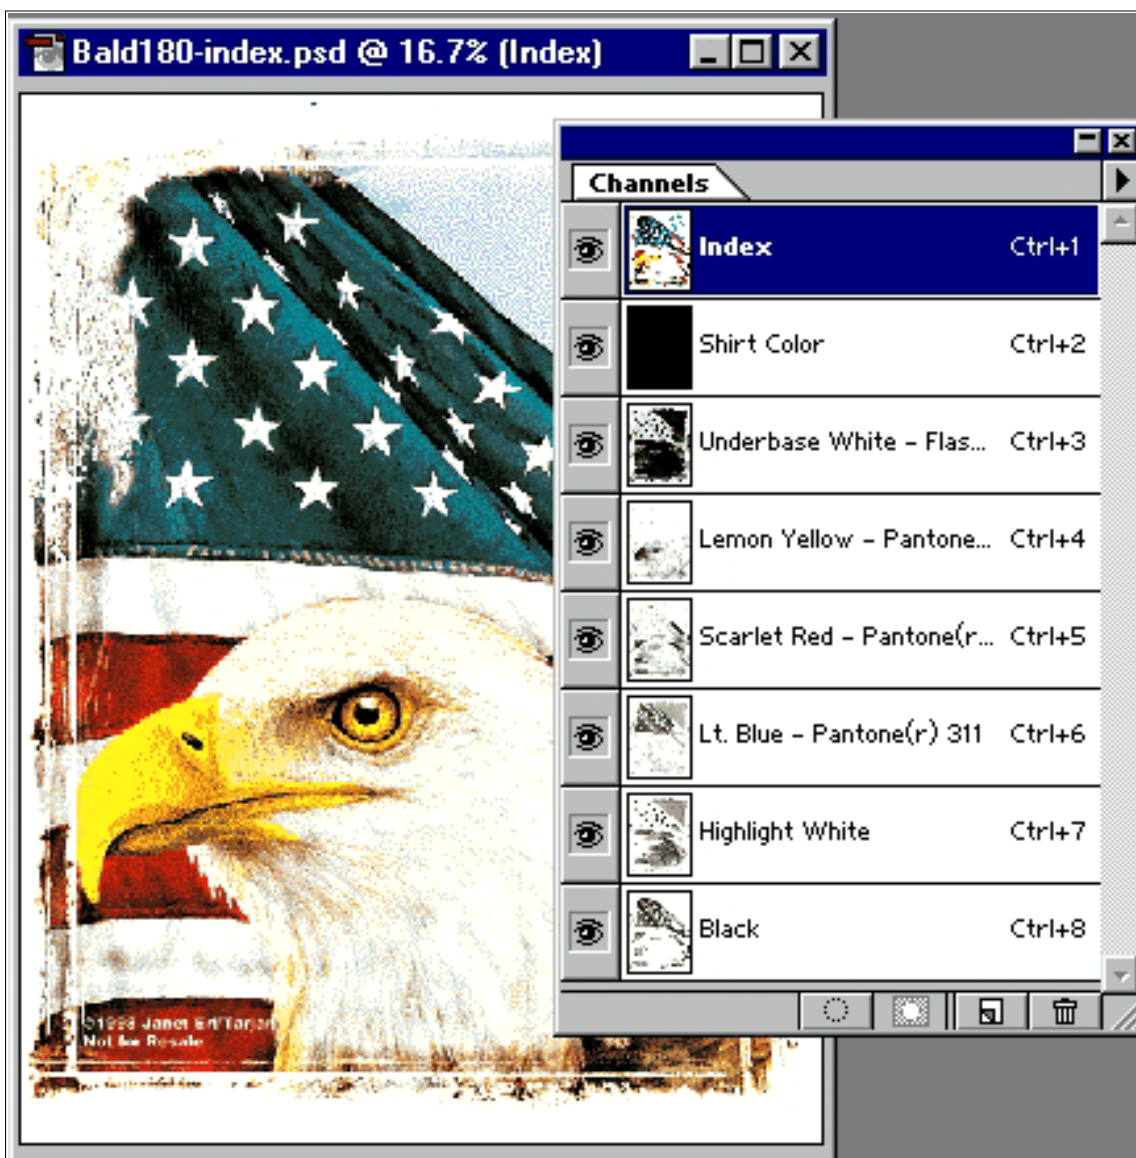 Bald180-index.psd @ 16.7% (Index)
Channels
Index Ctrl+1
Shirt Color Ctrl+2
Underbase White - Flas... Ctrl+3
Lemon Yellow - Pantone... Ctrl+4
Scarlet Red - Pantone(r... Ctrl+5
Lt. Blue - Pantone(r) 311 Ctrl+6
Highlight White Ctrl+7
Black Ctrl+8
©1998 Janet
Not for Resale